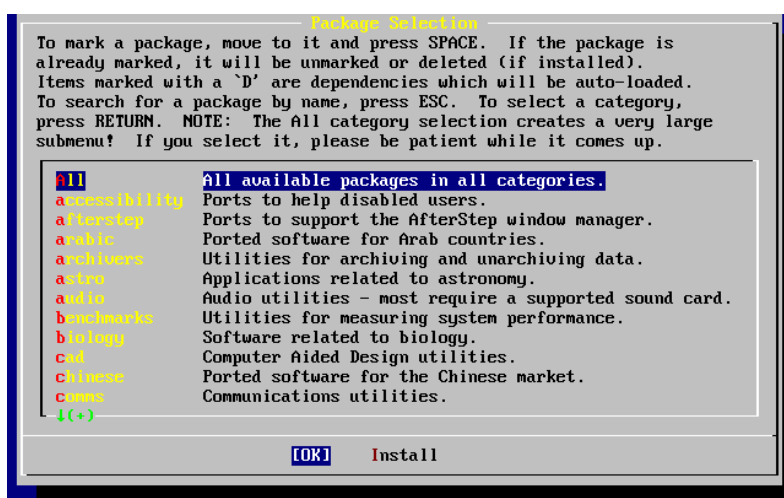 Package Selection
To mark a package, move to it and press SPACE. If the package is
already marked, it will be unmarked or deleted (if installed).
Items marked with a `D' are dependencies which will be auto-loaded.
To search for a package by name, press ESC. To select a category,
press RETURN. NOTE: The All category selection creates a very large
submenu! If you select it, please be patient while it comes up.
All All available packages in all categories.
accessibility Ports to help disabled users.
afterstep Ports to support the AfterStep window manager.
arabic Ported software for Arab countries.
archivers Utilities for archiving and unarchiving data.
astro Applications related to astronomy.
audio Audio utilities - most require a supported sound card.
benchmarks Utilities for measuring system performance.
biology Software related to biology.
cad Computer Aided Design utilities.
chinese Ported software for the Chinese market.
comms Communications utilities.
↓(+)
[OK] Install